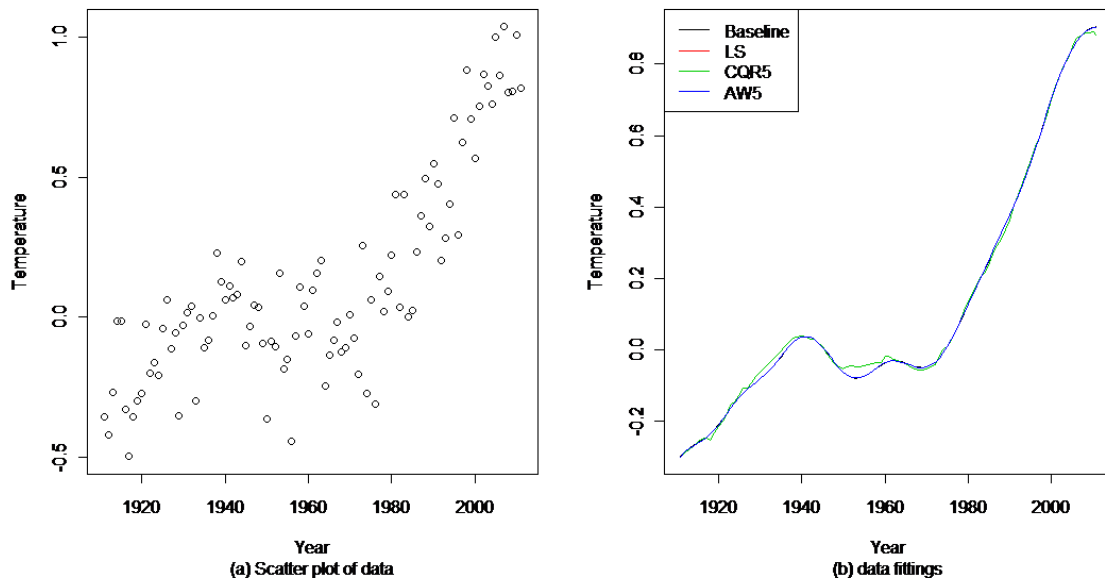 1.0
0.5
0.0
-0.5
Temperature
1920 1940 1960 1980 2000
Year
(a) Scatter plot of data
Baseline
LS
CQR5
AW5
0.8
0.6
0.4
0.2
0.0
-0.2
Temperature
1920 1940 1960 1980 2000
Year
(b) data fittings